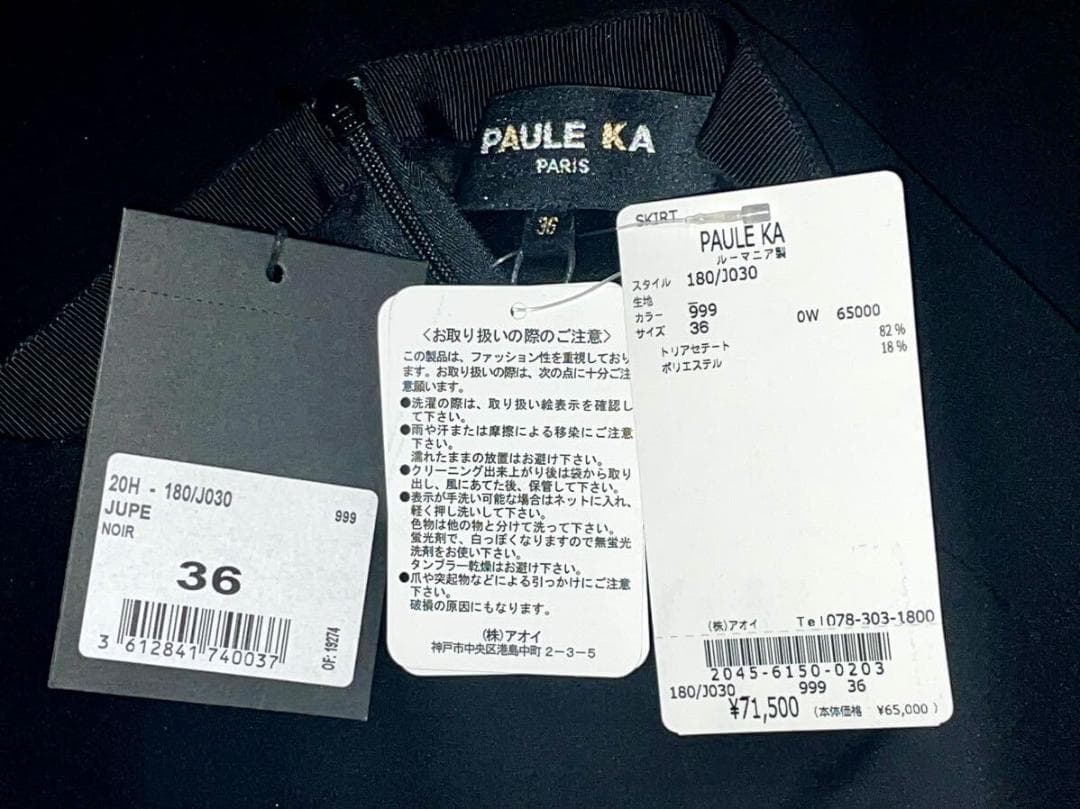 PAULE KA
PARIS
36
20H - 180/J030
JUPE
999
NOIR
36
3 612841 740037
OF: 19274
〈お取り扱いの際のご注意〉
この製品は、ファッション性を重視しており
ます。お取り扱いの際は、次の点に十分ご注
意願います。
●洗濯の際は、取り扱い絵表示を確認し
て下さい。
●雨や汗または摩擦による移染にご注意
下さい。
濡れたままの放置はお避け下さい。
●クリーニング出来上がり後は袋から取り
出し、風にあてた後、保管して下さい。
●表示が手洗い可能な場合はネットに入れ、
軽く押し洗いして下さい。
色物は他の物と分けて洗って下さい。
蛍光剤で、白っぽくなりますので無蛍光
洗剤をお使い下さい。
タンブラー乾燥はお避け下さい。
●爪や突起物などによる引っかけにご注意
下さい。
破損の原因にもなります。
(株)アオイ
神戸市中央区港島中町 2-3-5
SKIRT
PAULE KA
ルーマニア製
スタイル 180/J030
生地
カラー 999
サイズ 36
OW 65000
トリアセテート 82%
ポリエステル 18%
(株)アオイ Tel078-303-1800
2045-6150-0203
180/J030 999 36
¥71,500 (本体価格 ¥65,000)